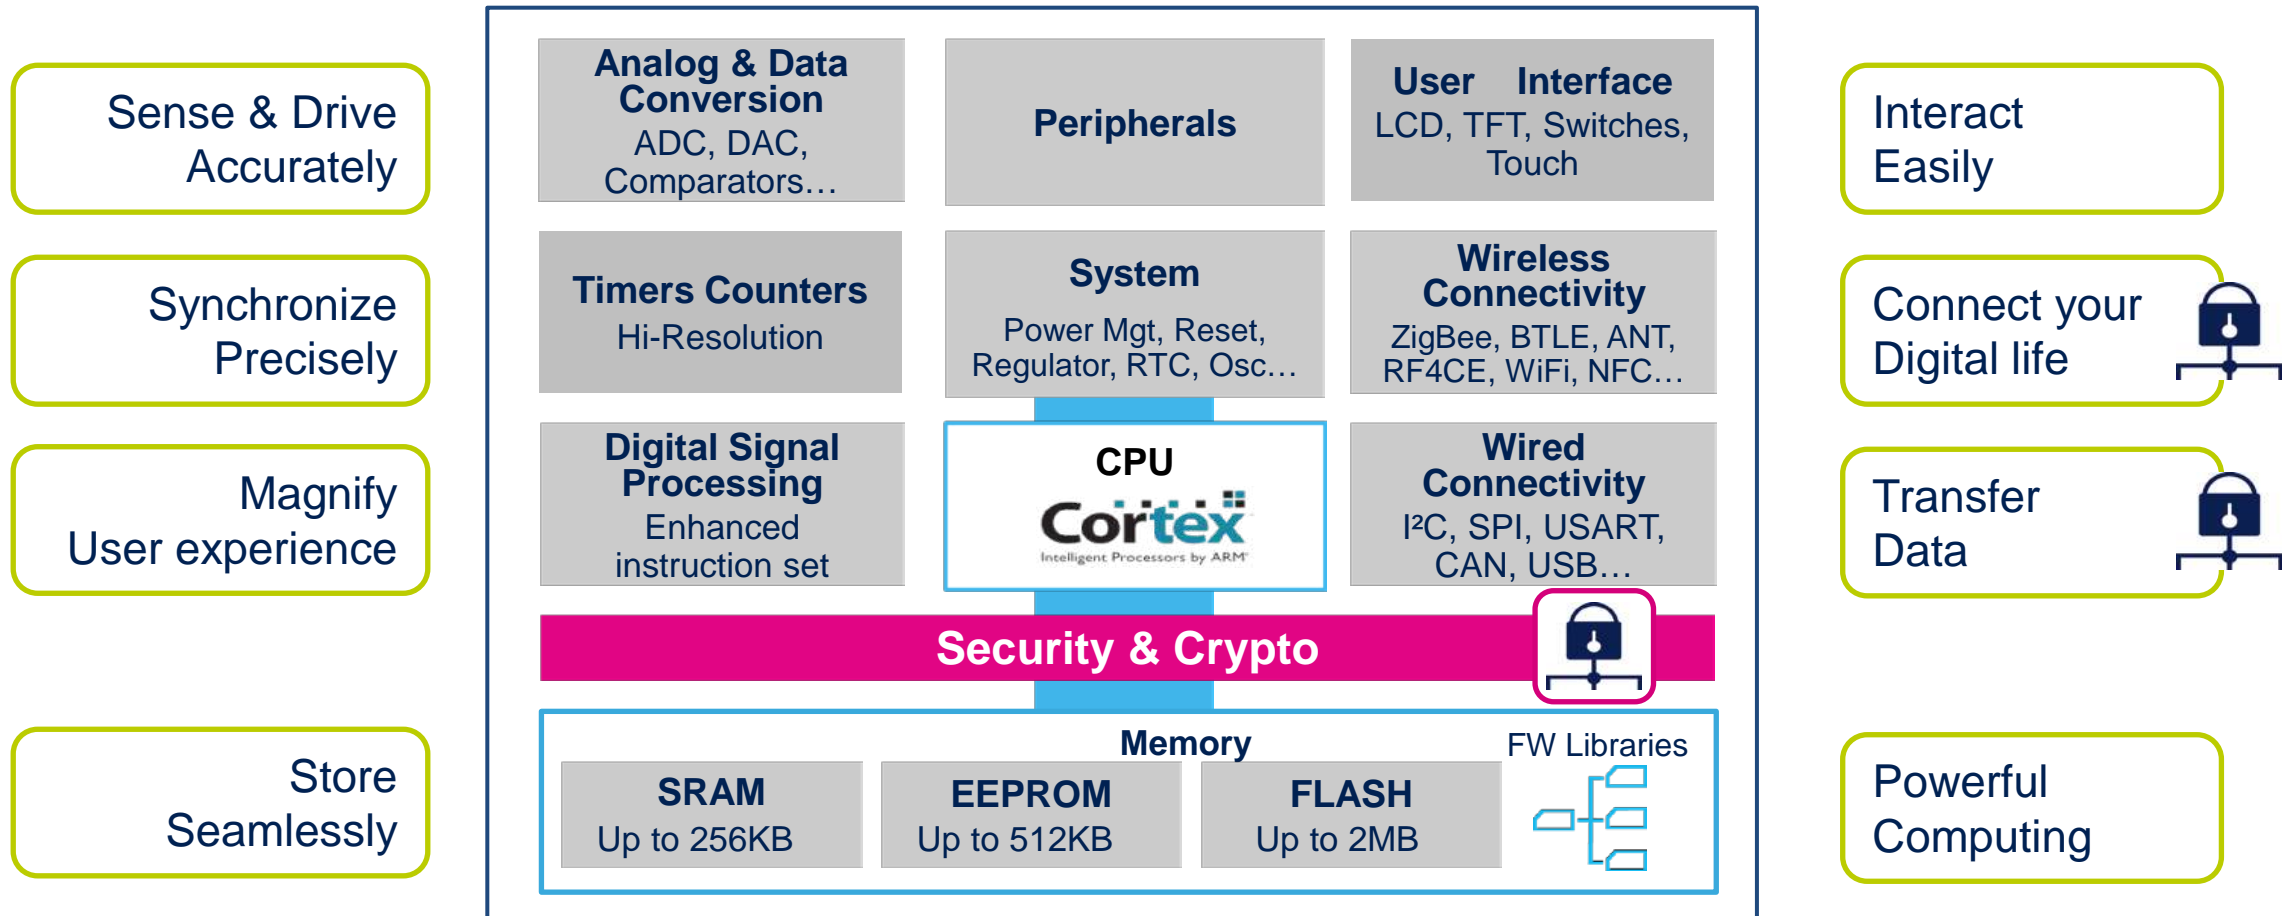 Sense & Drive
Accurately
Synchronize
Precisely
Magnify
User experience
Store
Seamlessly
Analog & Data
Conversion
ADC, DAC,
Comparators…
Peripherals
User Interface
LCD, TFT, Switches,
Touch
Timers Counters
Hi-Resolution
System
Power Mgt, Reset,
Regulator, RTC, Osc…
Wireless
Connectivity
ZigBee, BTLE, ANT,
RF4CE, WiFi, NFC…
Digital Signal
Processing
Enhanced
instruction set
CPU
Cortex
Intelligent Processors by ARM®
Wired
Connectivity
I²C, SPI, USART,
CAN, USB…
Security & Crypto
Memory
FW Libraries
SRAM
Up to 256KB
EEPROM
Up to 512KB
FLASH
Up to 2MB
Interact
Easily
Connect your
Digital life
Transfer
Data
Powerful
Computing